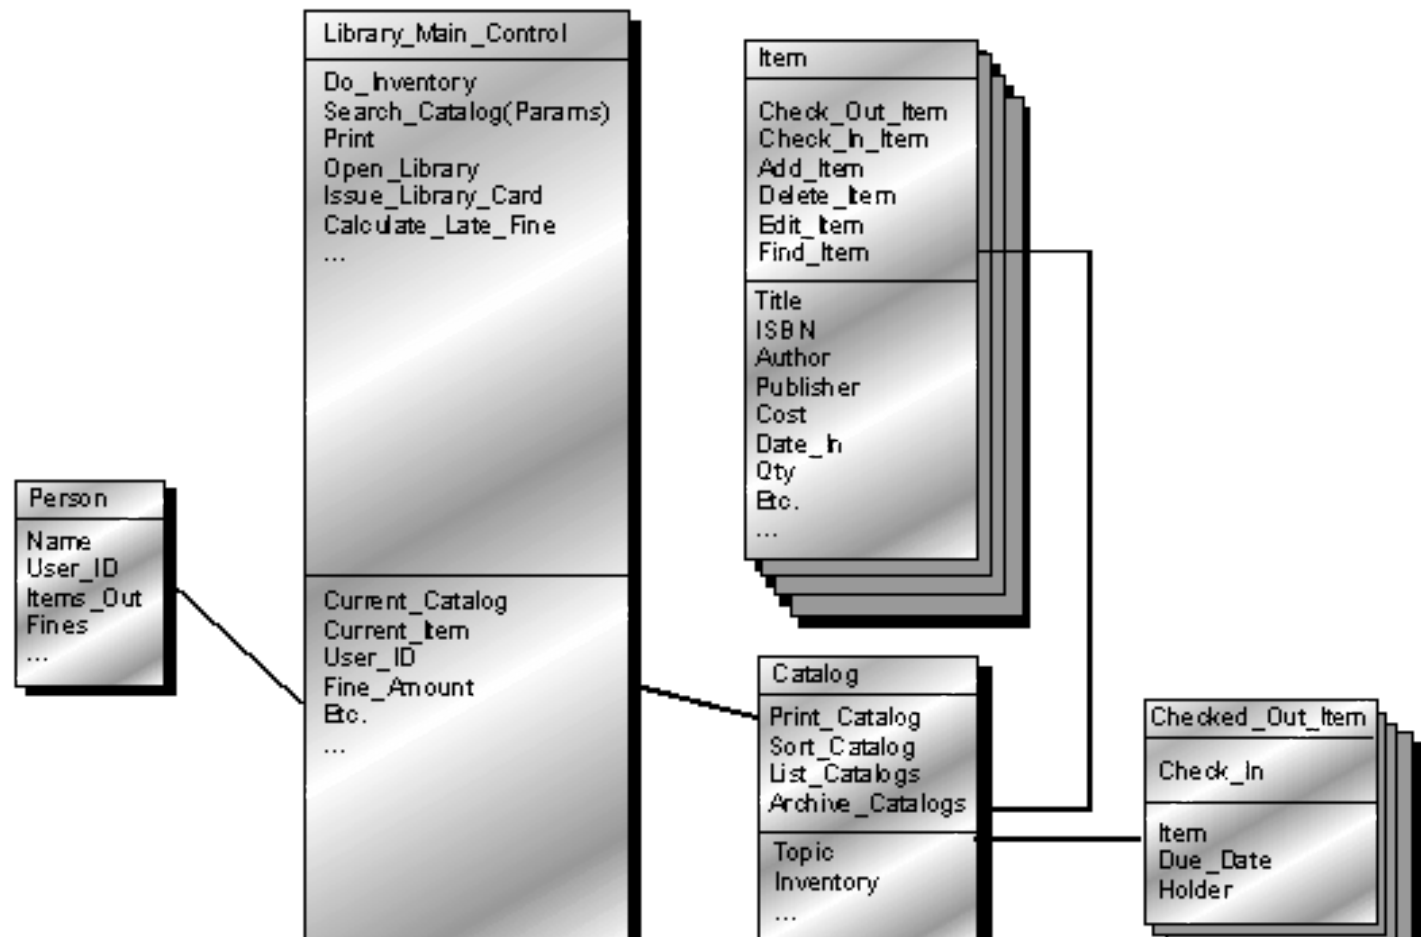 Library_Main_Control
Do_Inventory
Search_Catalog(Params)
Print
Open_Library
Issue_Library_Card
Calculate_Late_Fine
...
Current_Catalog
Current_Item
User_ID
Fine_Amount
Etc.
...
Item
Check_Out_Item
Check_In_Item
Add_Item
Delete_Item
Edit_Item
Find_Item
Title
ISBN
Author
Publisher
Cost
Date_In
Qty
Etc.
...
Person
Name
User_ID
Items_Out
Fines
...
Catalog
Print_Catalog
Sort_Catalog
List_Catalogs
Archive_Catalogs
Topic
Inventory
...
Checked_Out_Item
Check_In
Item
Due_Date
Holder